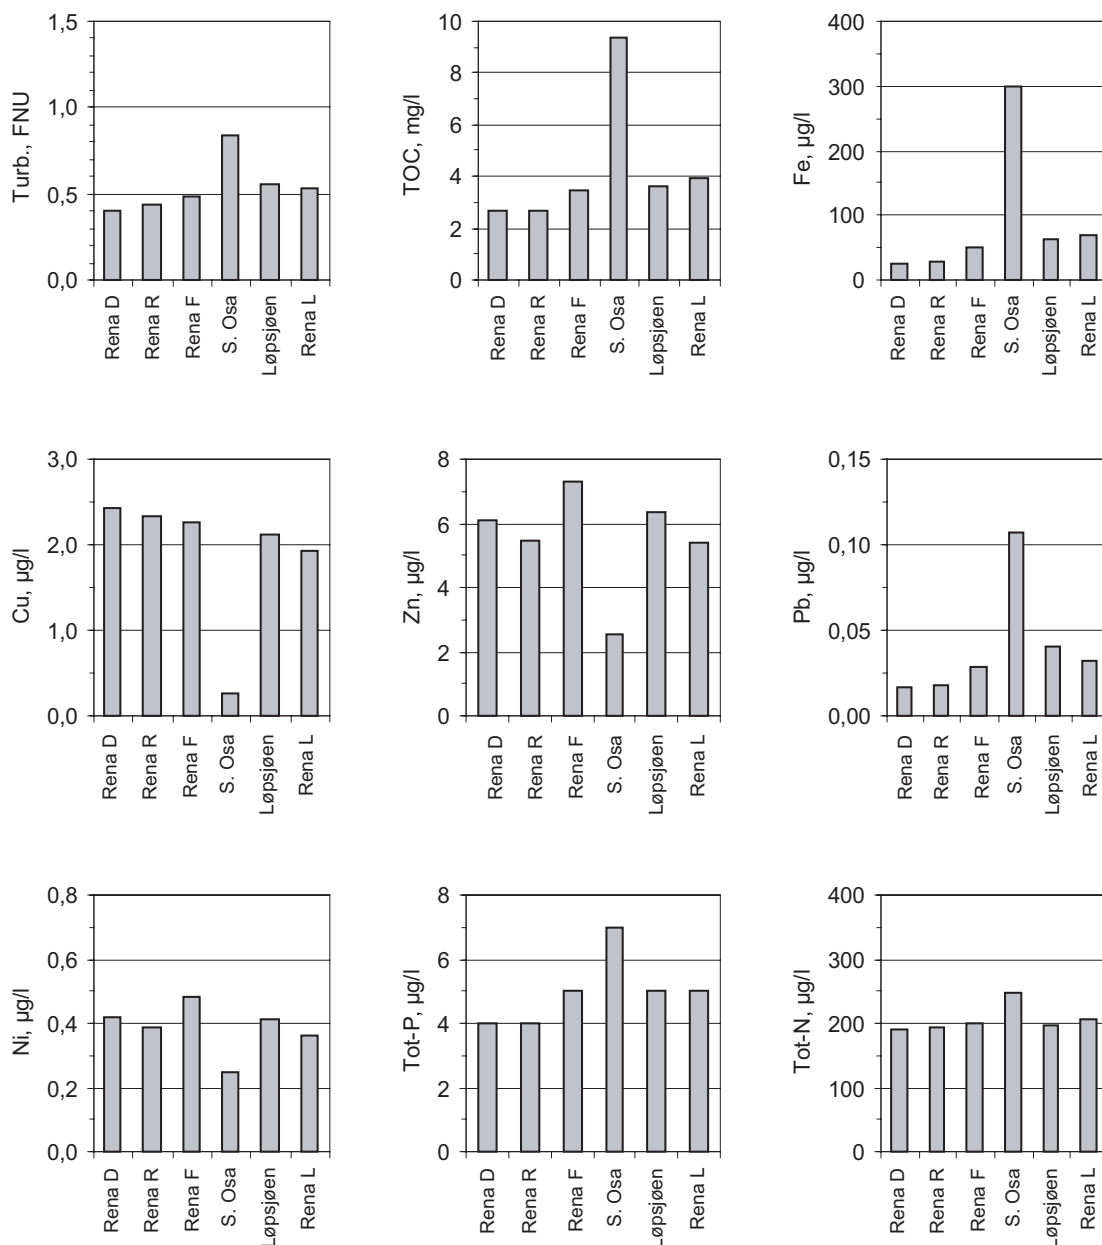 Turb., FNU
1,5
1,0
0,5
0,0
Rena D
Rena R
Rena F
S. Osa
Løpsjøen
Rena L
TOC, mg/l
10
8
6
4
2
0
Rena D
Rena R
Rena F
S. Osa
Løpsjøen
Rena L
Fe, µg/l
400
300
200
100
0
Rena D
Rena R
Rena F
S. Osa
Løpsjøen
Rena L
Cu, µg/l
3,0
2,0
1,0
0,0
Rena D
Rena R
Rena F
S. Osa
Løpsjøen
Rena L
Zn, µg/l
8
6
4
2
0
Rena D
Rena R
Rena F
S. Osa
Løpsjøen
Rena L
Pb, µg/l
0,15
0,10
0,05
0,00
Rena D
Rena R
Rena F
S. Osa
Løpsjøen
Rena L
Ni, µg/l
0,8
0,6
0,4
0,2
0,0
Rena D
Rena R
Rena F
S. Osa
Løpsjøen
Rena L
Tot-P, µg/l
8
6
4
2
0
Rena D
Rena R
Rena F
S. Osa
Løpsjøen
Rena L
Tot-N, µg/l
400
300
200
100
0
Rena D
Rena R
Rena F
S. Osa
Løpsjøen
Rena L